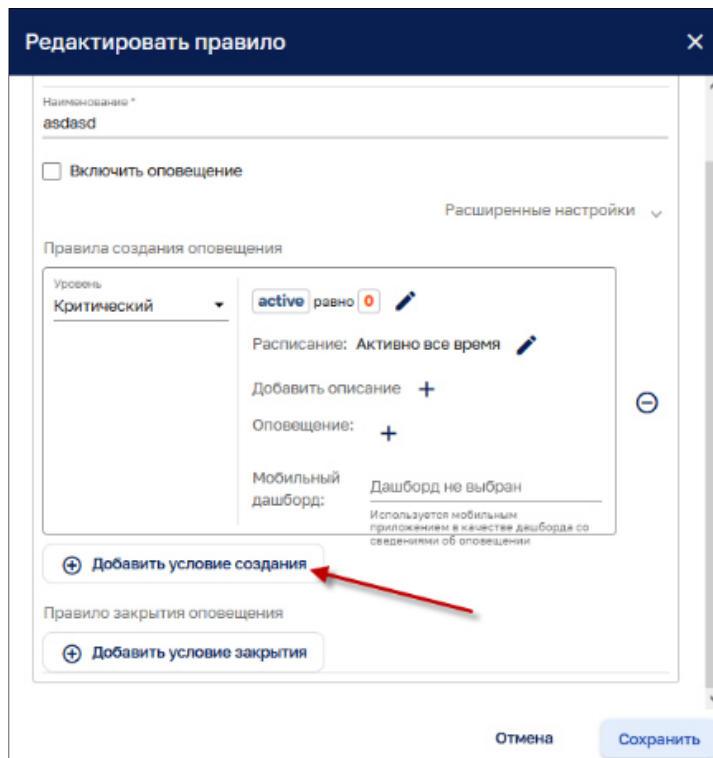 Редактировать правило
Наименование *
asdasd
Включить оповещение
Расширенные настройки
Правила создания оповещения
Уровень
Критический
active равно 0
Расписание: Активно все время
Добавить описание
Оповещение:
Мобильный
дашборд:
Дашборд не выбран
Используется мобильным
приложением в качестве дашборда со
сведениями об оповещении
Добавить условие создания
Правило закрытия оповещения
Добавить условие закрытия
Отмена
Сохранить